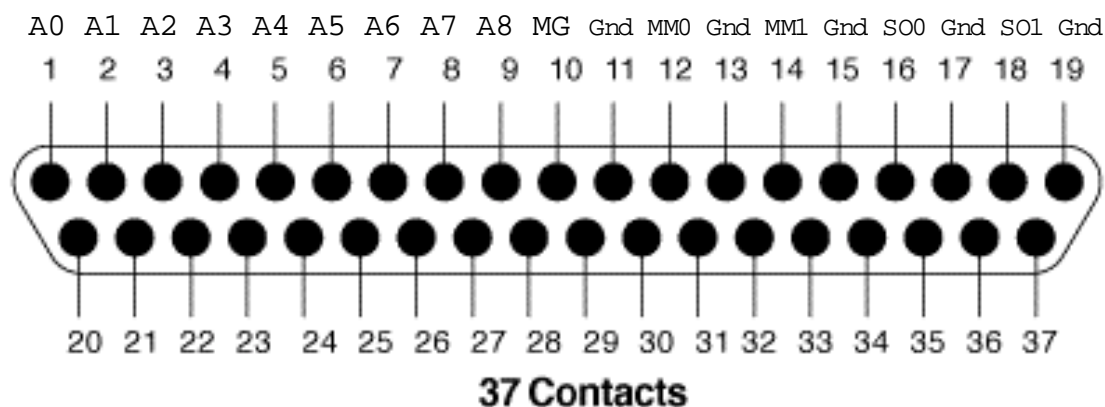 A0 A1 A2 A3 A4 A5 A6 A7 A8 MG Gnd MM0 Gnd MM1 Gnd SO0 Gnd SO1 Gnd
1 2 3 4 5 6 7 8 9 10 11 12 13 14 15 16 17 18 19
20 21 22 23 24 25 26 27 28 29 30 31 32 33 34 35 36 37
37 Contacts